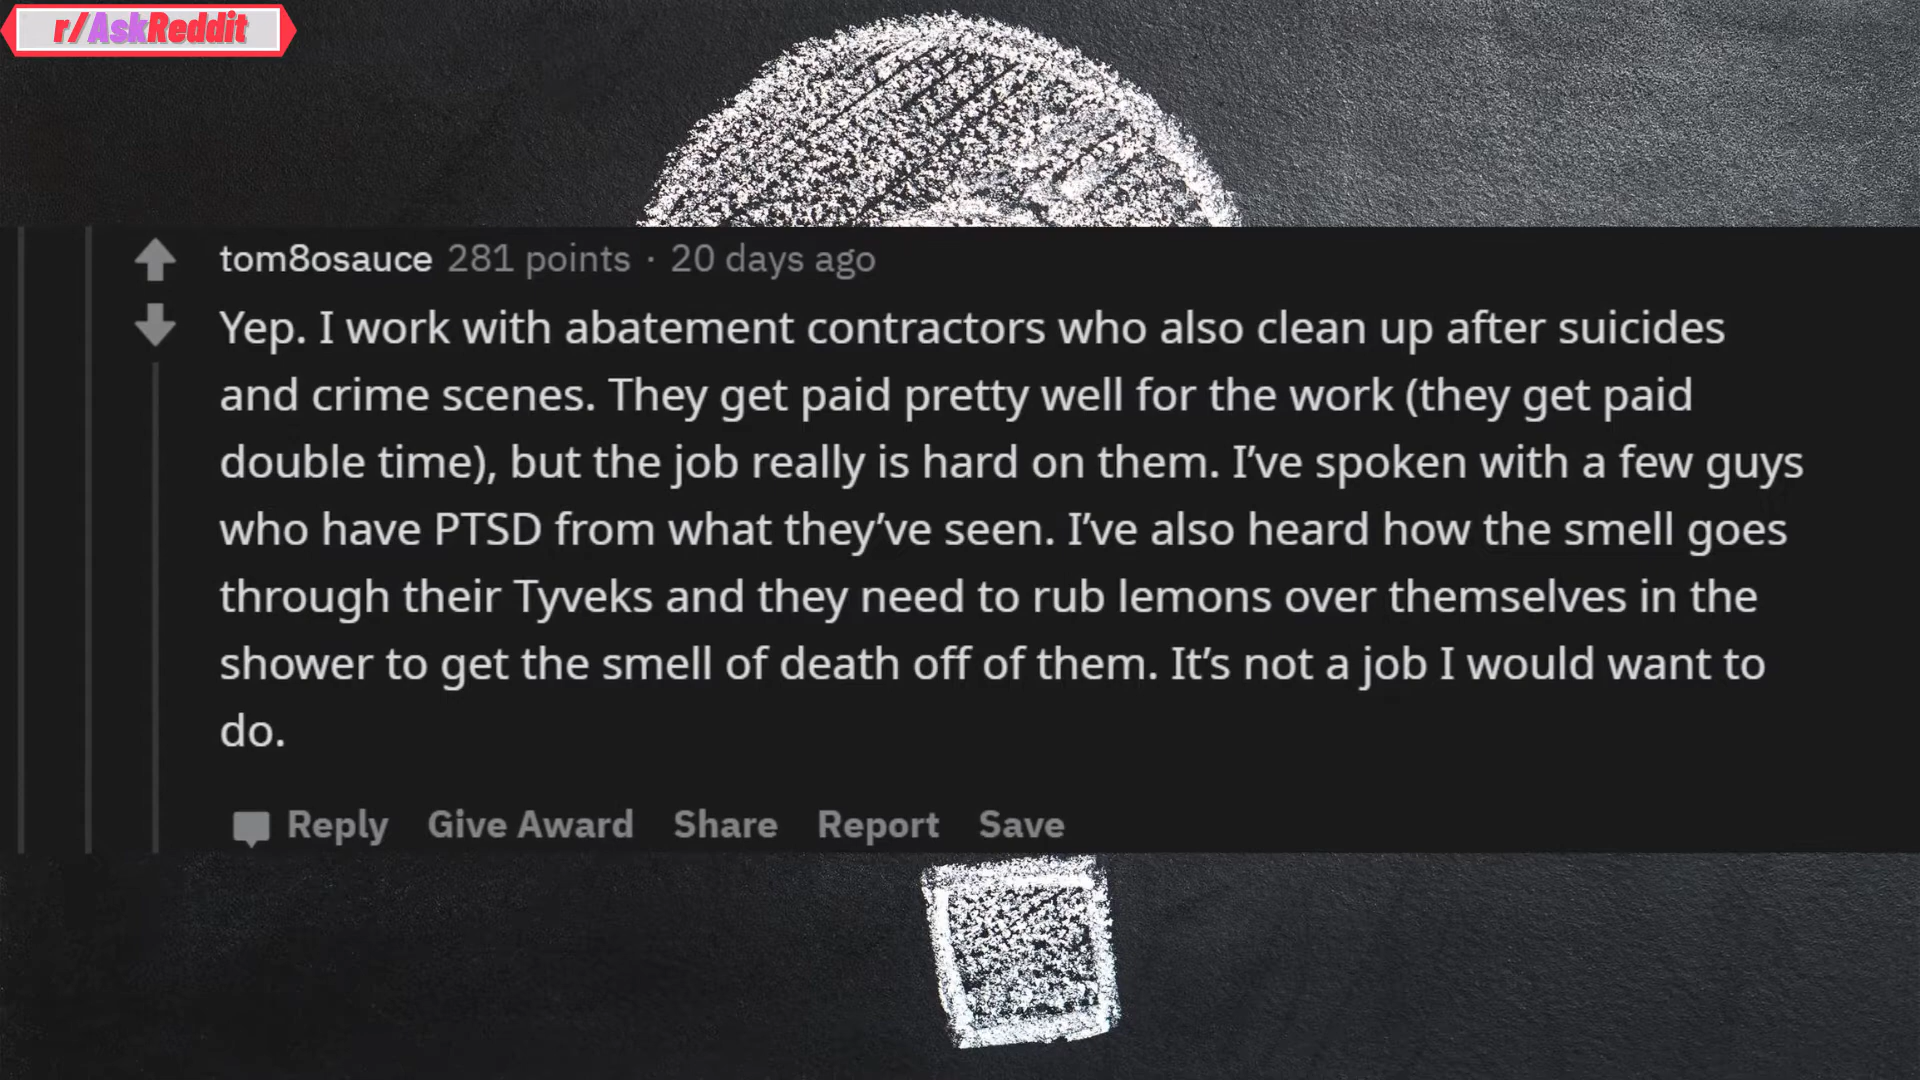 r/AskReddit
tom8osauce 281 points · 20 days ago
Yep. I work with abatement contractors who also clean up after suicides
and crime scenes. They get paid pretty well for the work (they get paid
double time), but the job really is hard on them. I’ve spoken with a few guys
who have PTSD from what they’ve seen. I’ve also heard how the smell goes
through their Tyveks and they need to rub lemons over themselves in the
shower to get the smell of death off of them. It’s not a job I would want to
do.
Reply Give Award Share Report Save